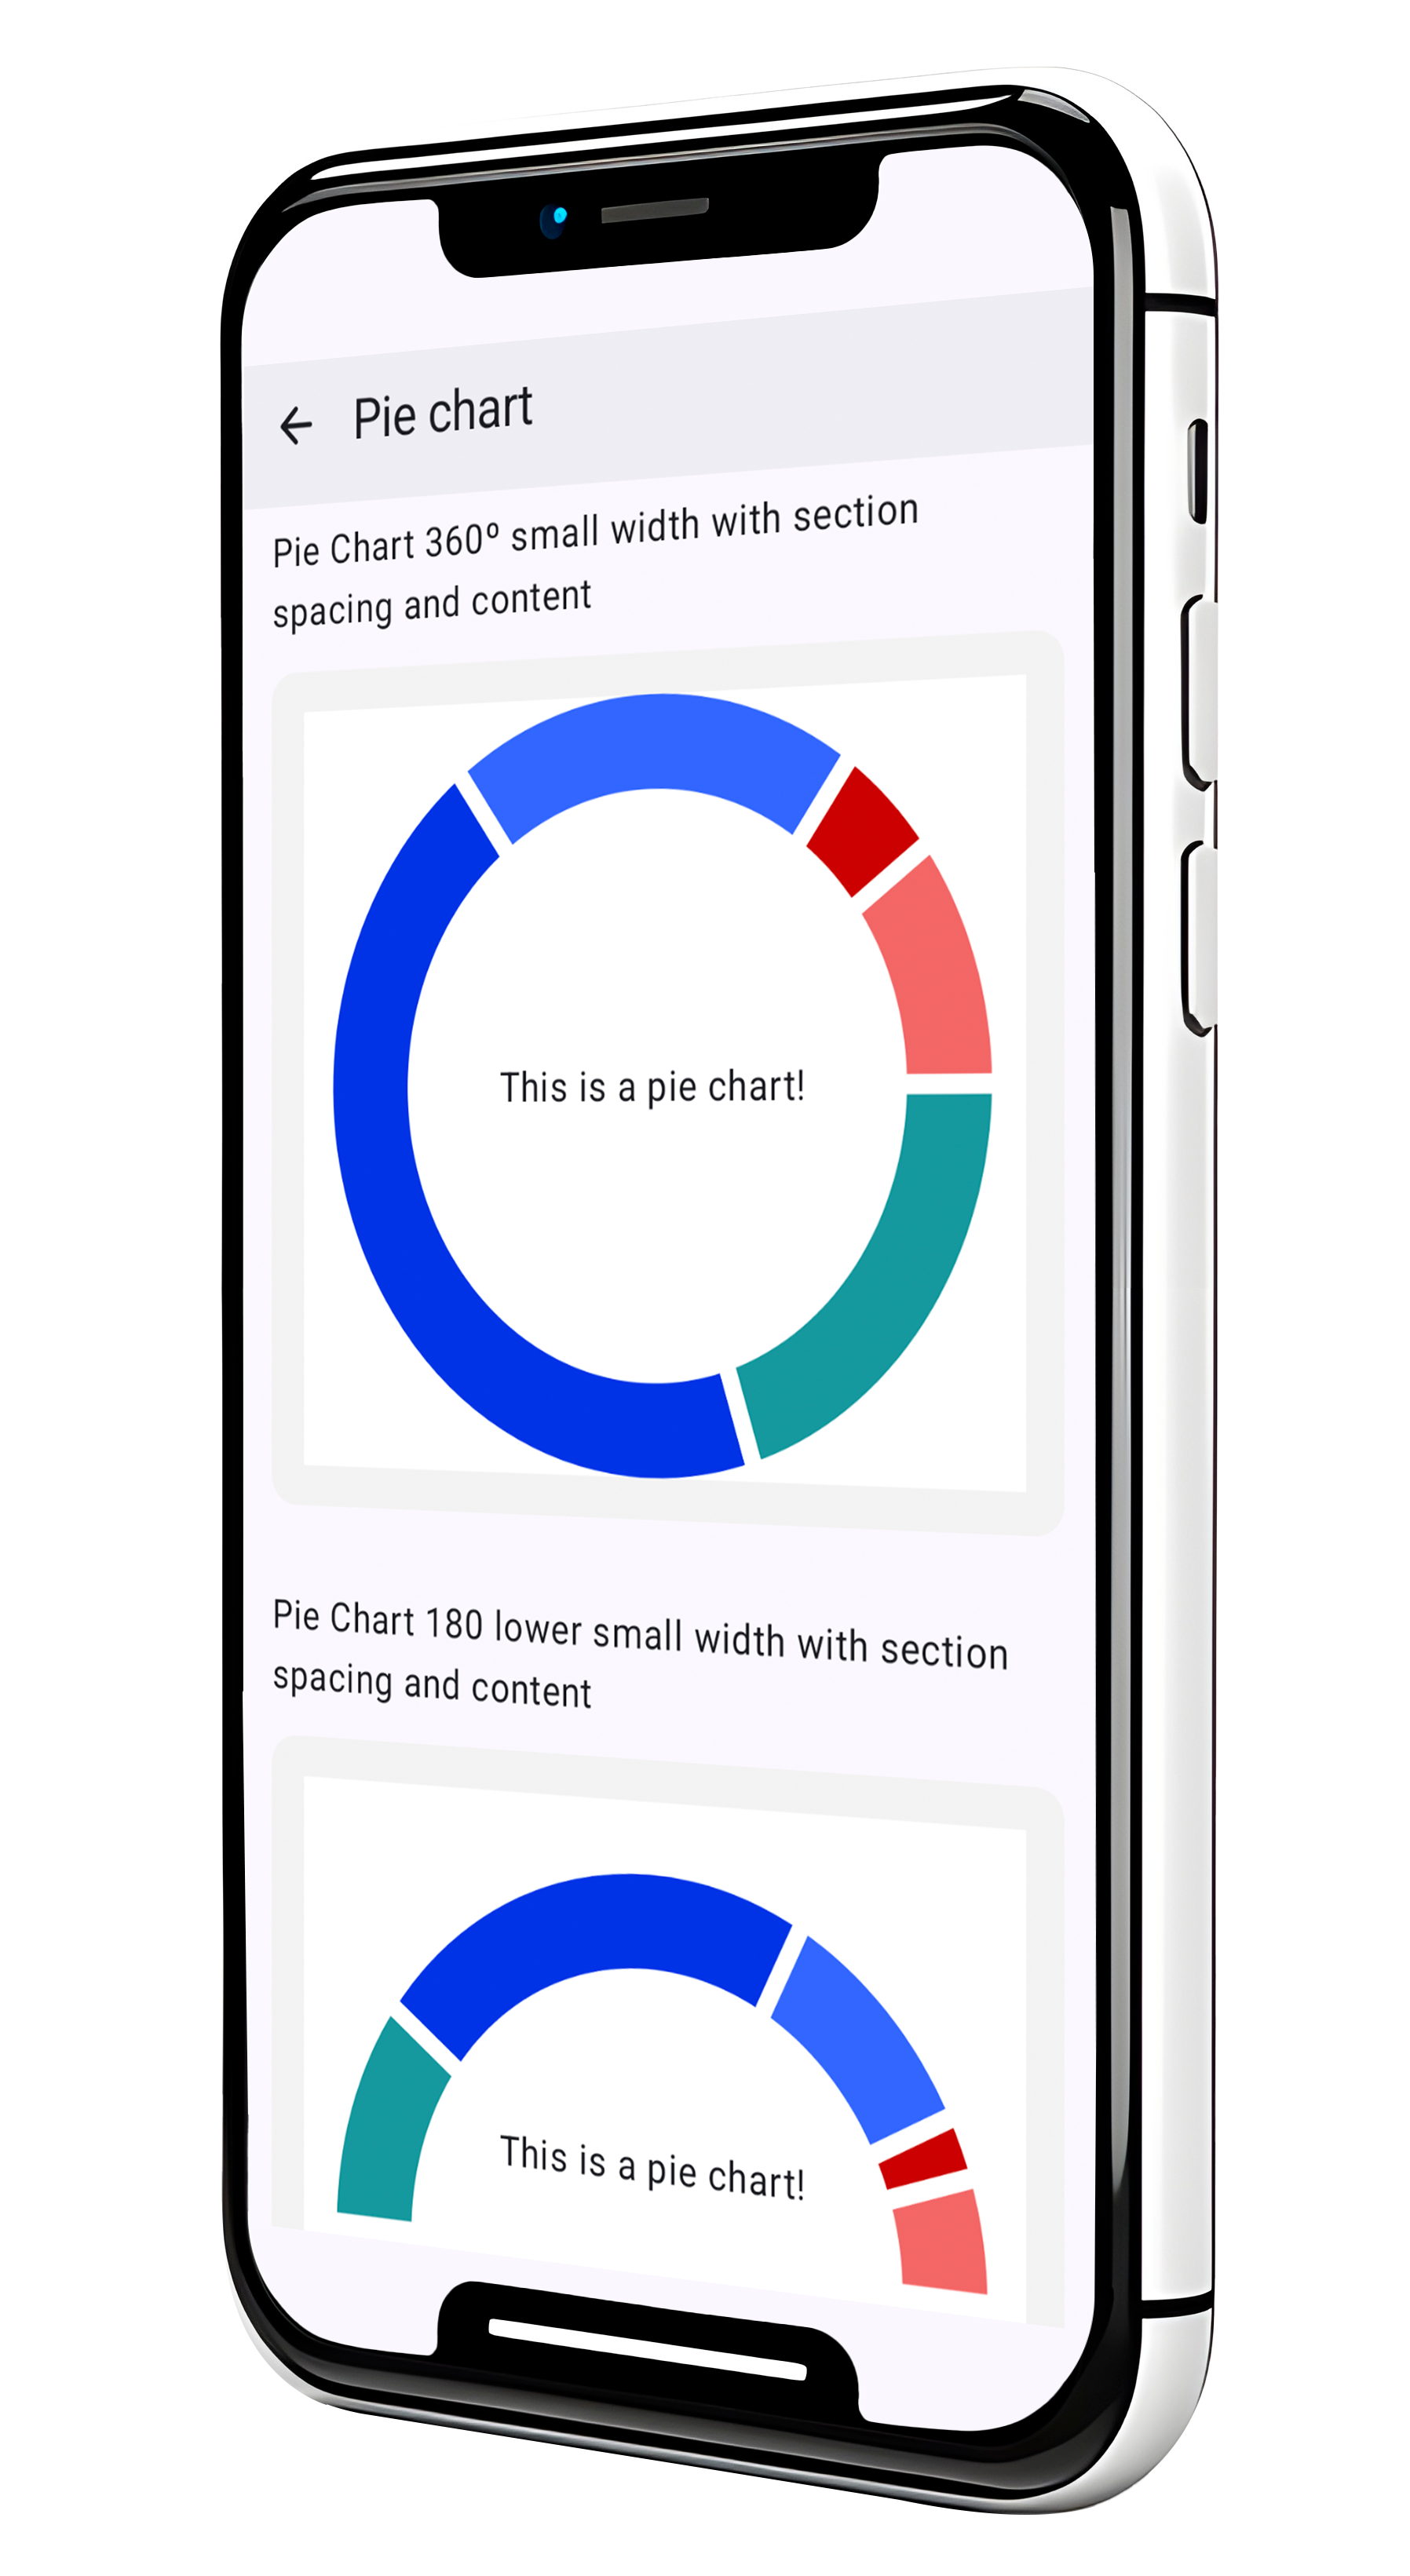 Pie chart
Pie Chart 360º small width with section
spacing and content
This is a pie chart!
Pie Chart 180 lower small width with section
spacing and content
This is a pie chart!